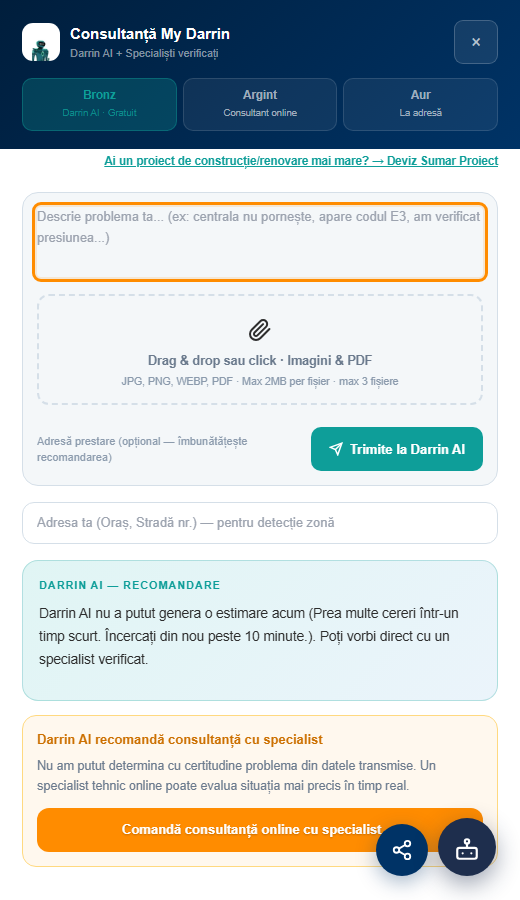 Consultanță My Darrin
Darrin AI + Specialiști verificați
×
Bronz
Darrin AI · Gratuit
Argint
Consultant online
Aur
La adresă
Ai un proiect de construcție/renovare mai mare? → Deviz Sumar Proiect
Descrie problema ta... (ex: centrala nu pornește, apare codul E3, am verificat
presiunea...)
Drag & drop sau click · Imagini & PDF
JPG, PNG, WEBP, PDF · Max 2MB per fișier · max 3 fișiere
Adresă prestare (opțional — îmbunătățește
recomandarea)
Trimite la Darrin AI
Adresa ta (Oraș, Stradă nr.) — pentru detecție zonă
DARRIN AI — RECOMANDARE
Darrin AI nu a putut genera o estimare acum (Prea multe cereri într-un
timp scurt. Încercați din nou peste 10 minute.). Poți vorbi direct cu un
specialist verificat.
Darrin AI recomandă consultanță cu specialist
Nu am putut determina cu certitudine problema din datele transmise. Un
specialist tehnic online poate evalua situația mai precis în timp real.
Comandă consultanță online cu specialist